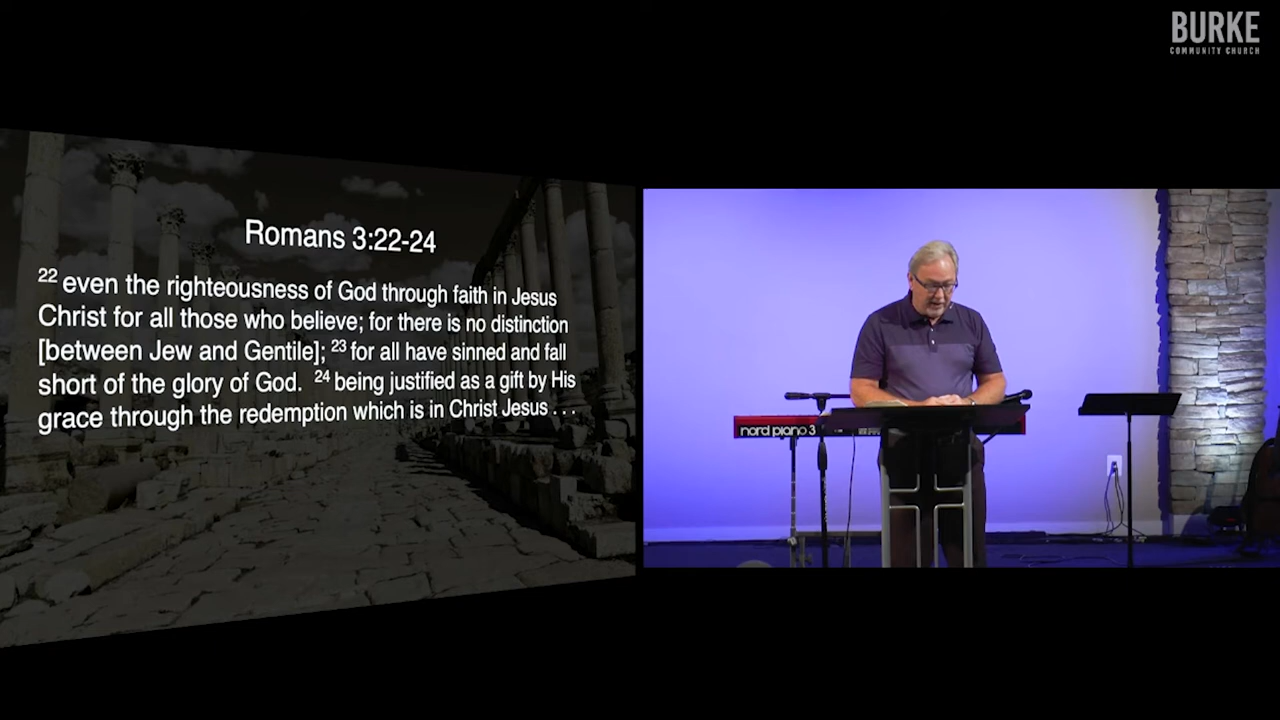 BURKE
COMMUNITY CHURCH
Romans 3:22-24
22 even the righteousness of God through faith in Jesus
Christ for all those who believe; for there is no distinction
[between Jew and Gentile]; 23 for all have sinned and fall
short of the glory of God. 24 being justified as a gift by His
grace through the redemption which is in Christ Jesus . . .
nord piano 3